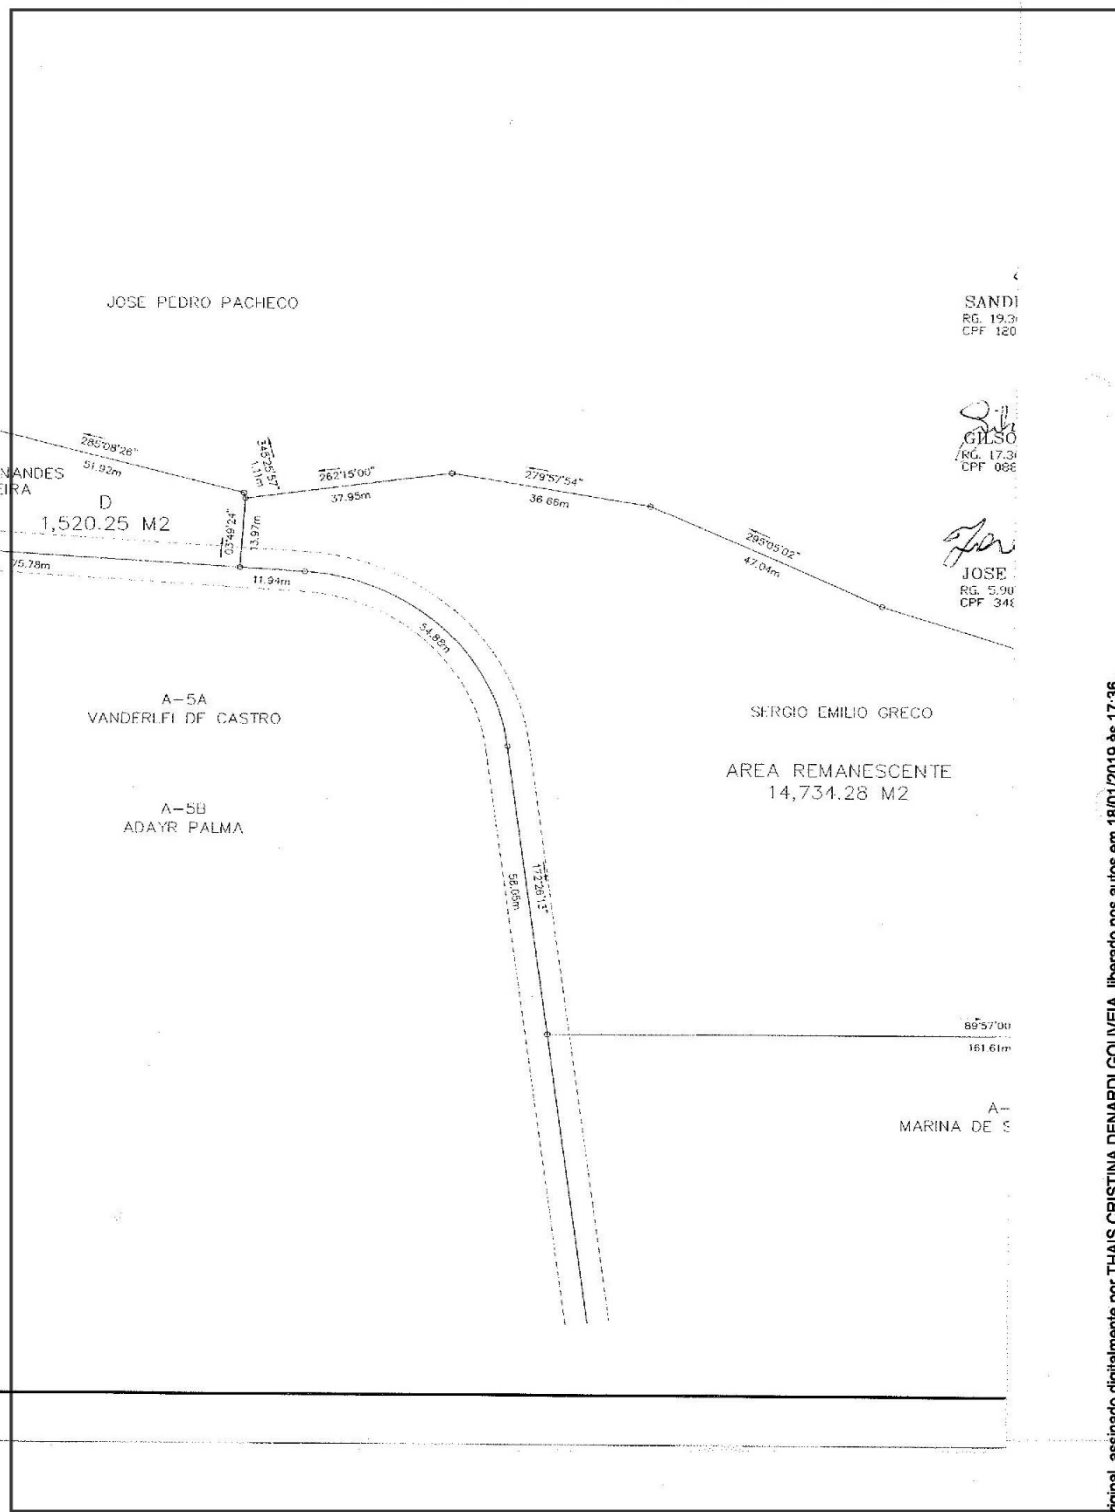 JOSE PEDRO PACHECO
SANDI
RG. 19.3
CPF 120
GILSO
RG. 17.3
CPF 086
JOSE
RG. 5.90
CPF 348
285°08'26"
51.92m
345°25'57"
1.11m
262°15'00"
37.95m
279°57'54"
36.66m
295°05'02"
47.04m
NANDES
EIRA
D
1,520.25 M2
03°49'24"
13.97m
75.78m
11.94m
54.88m
A-5A
VANDERLEI DE CASTRO
SERGIO EMILIO GRECO
AREA REMANESCENTE
14,734.28 M2
A-5B
ADAYR PALMA
58.05m
172°26'13"
89°57'00
161.61m
A-
MARINA DE S
iginal, assinado digitalmente por THAIS CRISTINA DENARDI GOUVEIA, liberado nos autos em 18/01/2019 às 17:36